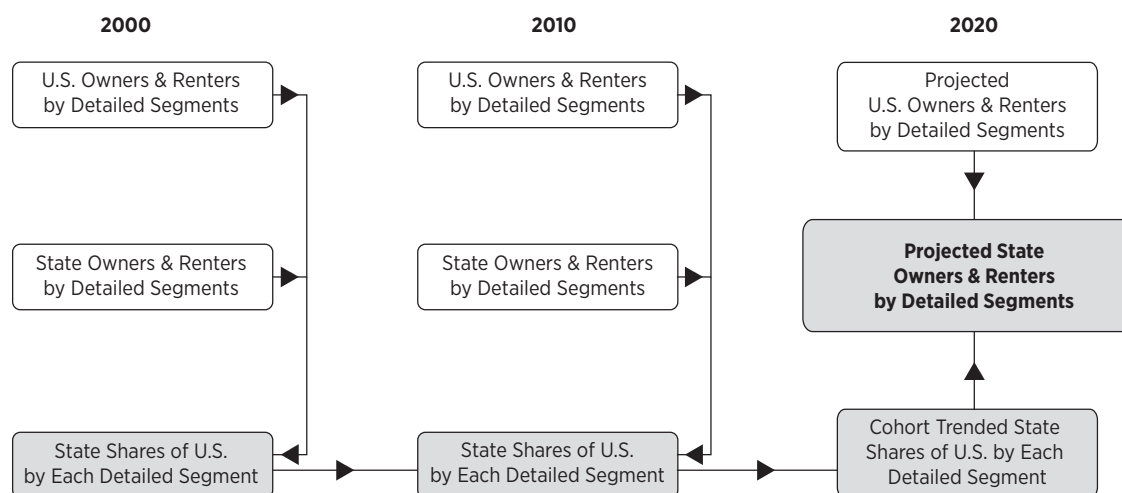 2000
2010
2020
U.S. Owners & Renters
by Detailed Segments
U.S. Owners & Renters
by Detailed Segments
Projected
U.S. Owners & Renters
by Detailed Segments
State Owners & Renters
by Detailed Segments
State Owners & Renters
by Detailed Segments
Projected State
Owners & Renters
by Detailed Segments
State Shares of U.S.
by Each Detailed Segment
State Shares of U.S.
by Each Detailed Segment
Cohort Trended State
Shares of U.S. by Each
Detailed Segment